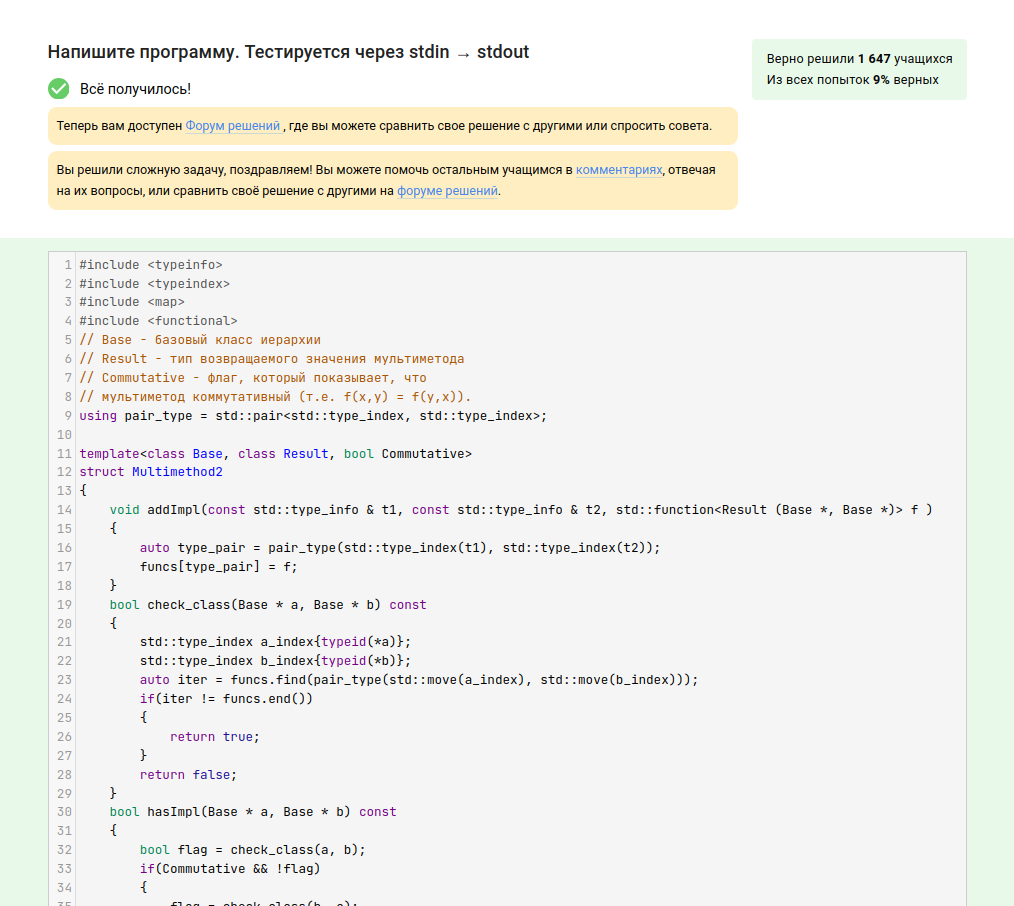 Напишите программу. Тестируется через stdin → stdout
Верно решили 1 647 учащихся
Из всех попыток 9% верных
Всё получилось!
Теперь вам доступен Форум решений , где вы можете сравнить свое решение с другими или спросить совета.
Вы решили сложную задачу, поздравляем! Вы можете помочь остальным учащимся в комментариях, отвечая
на их вопросы, или сравнить своё решение с другими на форуме решений.
1 #include <typeinfo>
2 #include <typeindex>
3 #include <map>
4 #include <functional>
5 // Base - базовый класс иерархии
6 // Result - тип возвращаемого значения мультиметода
7 // Commutative - флаг, который показывает, что
8 // мультиметод коммутативный (т.е. f(x,y) = f(y,x)).
9 using pair_type = std::pair<std::type_index, std::type_index>;
10
11 template<class Base, class Result, bool Commutative>
12 struct Multimethod2
13 {
14     void addImpl(const std::type_info & t1, const std::type_info & t2, std::function<Result (Base *, Base *)> f )
15     {
16         auto type_pair = pair_type(std::type_index(t1), std::type_index(t2));
17         funcs[type_pair] = f;
18     }
19     bool check_class(Base * a, Base * b) const
20     {
21         std::type_index a_index{typeid(*a)};
22         std::type_index b_index{typeid(*b)};
23         auto iter = funcs.find(pair_type(std::move(a_index), std::move(b_index)));
24         if(iter != funcs.end())
25         {
26             return true;
27         }
28         return false;
29     }
30     bool hasImpl(Base * a, Base * b) const
31     {
32         bool flag = check_class(a, b);
33         if(Commutative && !flag)
34         {